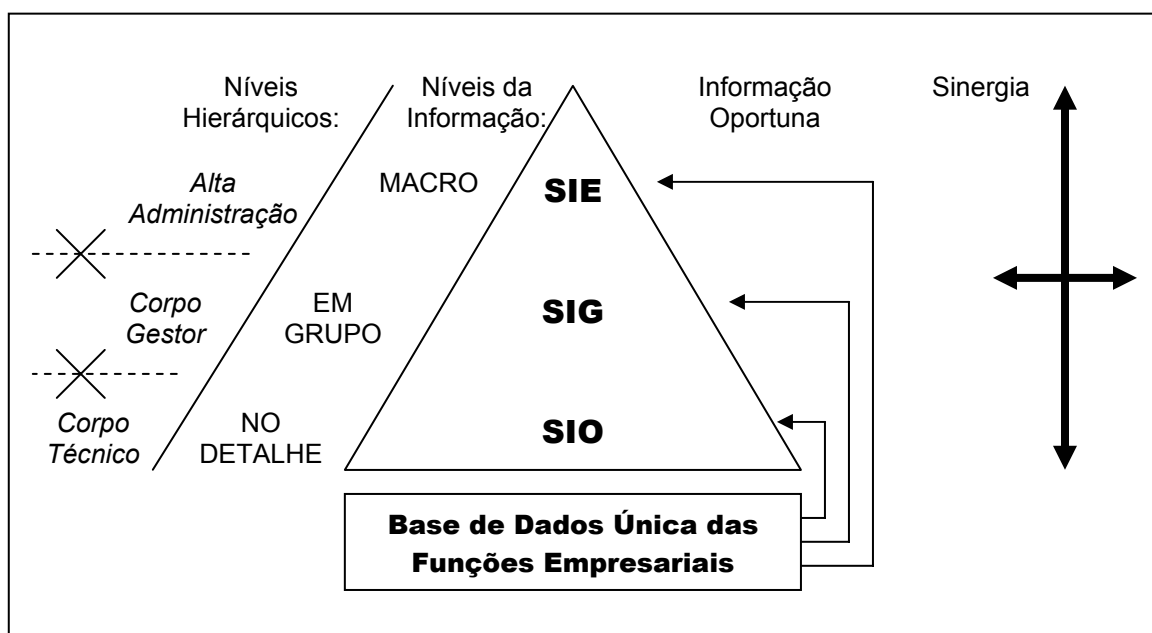 Níveis
Hierárquicos:
Níveis da
Informação:
Informação
Oportuna
Sinergia
Alta
Administração
MACRO
SIE
Corpo
Gestor
EM
GRUPO
SIG
Corpo
Técnico
NO
DETALHE
SIO
Base de Dados Única das
Funções Empresariais